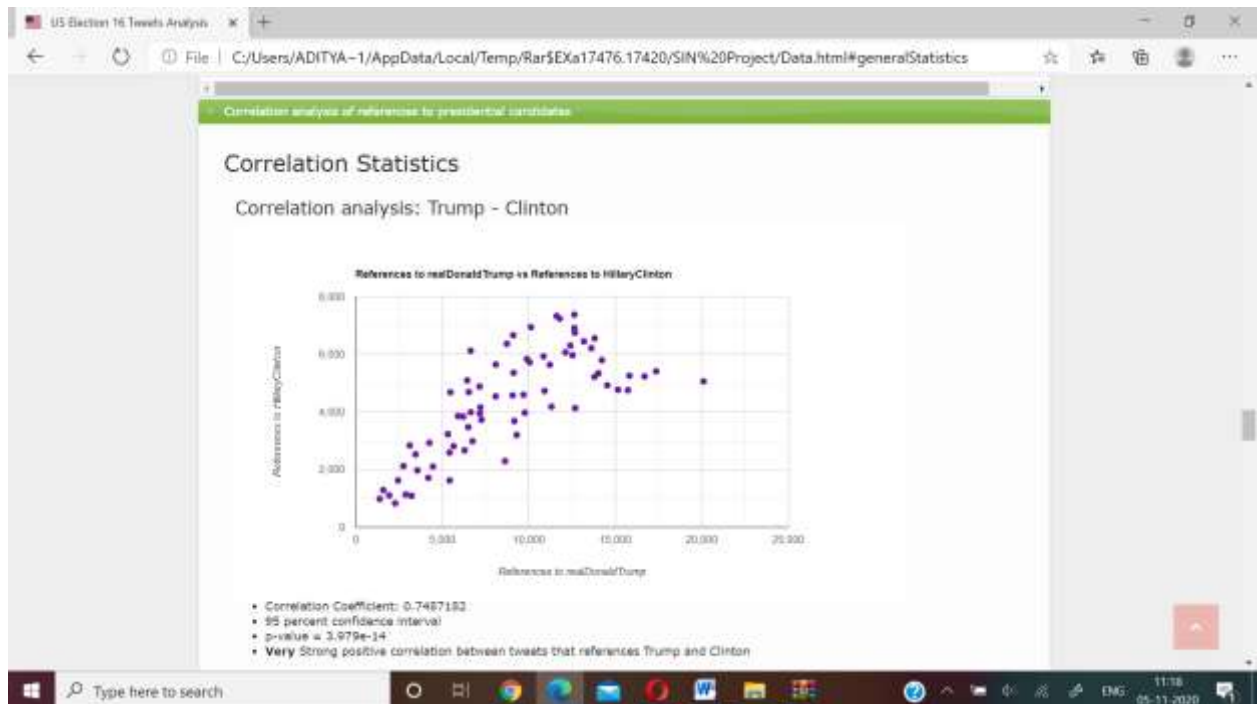 US Election 16 Tweets Analysis
File | C:/Users/ADITYA~1/AppData/Local/Temp/Rar$EXa17476.17420/SIN%20Project/Data.html#generalStatistics
Correlation analysis of references to presidential candidates
Correlation Statistics
Correlation analysis: Trump - Clinton
References to realDonaldTrump vs References to HillaryClinton
8,000
6,000
4,000
2,000
0
References to HillaryClinton
0 5,000 10,000 15,000 20,000 25,000
References to realDonaldTrump
• Correlation Coefficient: 0.7487182
• 95 percent confidence interval
• p-value = 3.979e-14
• Very Strong positive correlation between tweets that references Trump and Clinton
Type here to search
ENG
11:18
05-11-2020